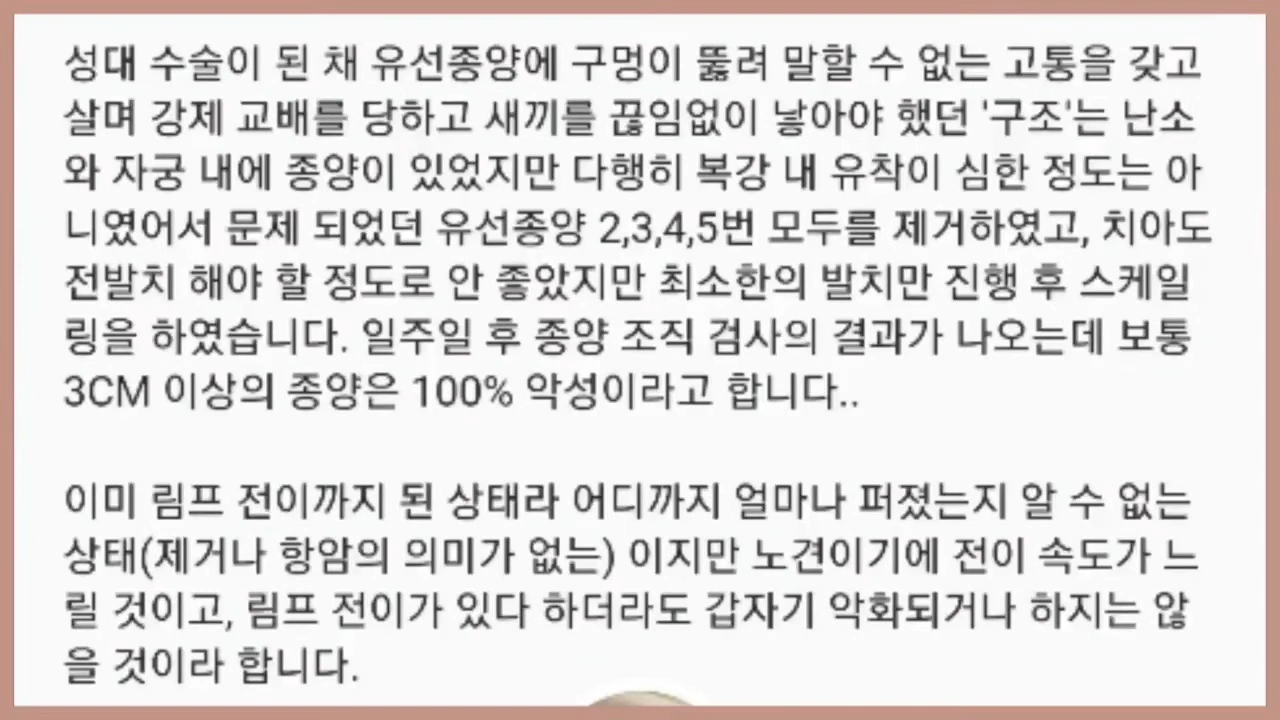 성대 수술이 된 채 유선종양에 구멍이 뚫려 말할 수 없는 고통을 갖고
살며 강제 교배를 당하고 새끼를 끊임없이 낳아야 했던 '구조'는 난소
와 자궁 내에 종양이 있었지만 다행히 복강 내 유착이 심한 정도는 아
니였어서 문제 되었던 유선종양 2,3,4,5번 모두를 제거하였고, 치아도
전발치 해야 할 정도로 안 좋았지만 최소한의 발치만 진행 후 스케일
링을 하였습니다. 일주일 후 종양 조직 검사의 결과가 나오는데 보통
3CM 이상의 종양은 100% 악성이라고 합니다..
이미 림프 전이까지 된 상태라 어디까지 얼마나 퍼졌는지 알 수 없는
상태(제거나 항암의 의미가 없는) 이지만 노견이기에 전이 속도가 느
릴 것이고, 림프 전이가 있다 하더라도 갑자기 악화되거나 하지는 않
을 것이라 합니다.